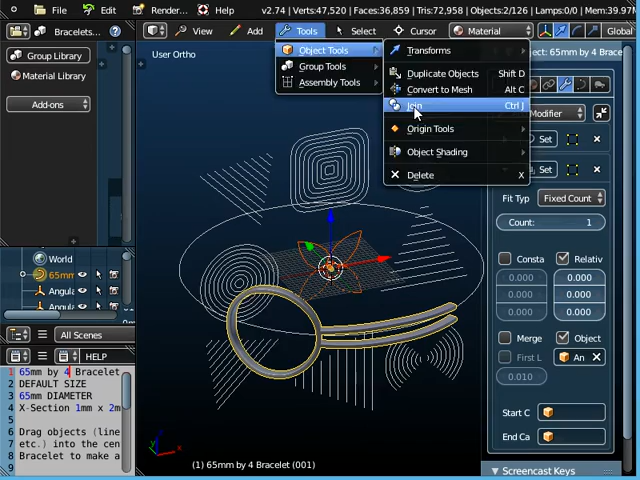 File Re Help
v2.74 | Verts:47,520 | Faces:45,021 | Tris:72,958 | Objects:2/126 | Lamps:0/0 | Mem:39.97M
Bracelets...
View Add Tools Select Cursor Material Global
Group Library
Material Library
Add-ons
User Ortho
Object Tools
Group Tools
Assembly Tools
Transforms
Duplicate Objects Shift D
Convert to Mesh Alt C
Join Ctrl J
Origin Tools
Object Shading
Delete X
ect: 65mm by 4 Bracele
Modifier
Set
Set
Fit Typ Fixed Count
Count: 1
Consta Relativ
0.000 0.000
0.000 0.000
0.000 0.000
Merge Object
First L An
0.010
Start C
End Ca
Screencast Keys
World
65mm
Angula
Angula
All Scenes
HELP
1 65mm by 4 Bracelet
2 DEFAULT SIZE
3 65mm DIAMETER
4 X-Section 1mm x 2m
5
6 Drag objects (line
7 etc.) into the cen
8 Bracelet to make a
9
y x
(1) 65mm by 4 Bracelet (001)